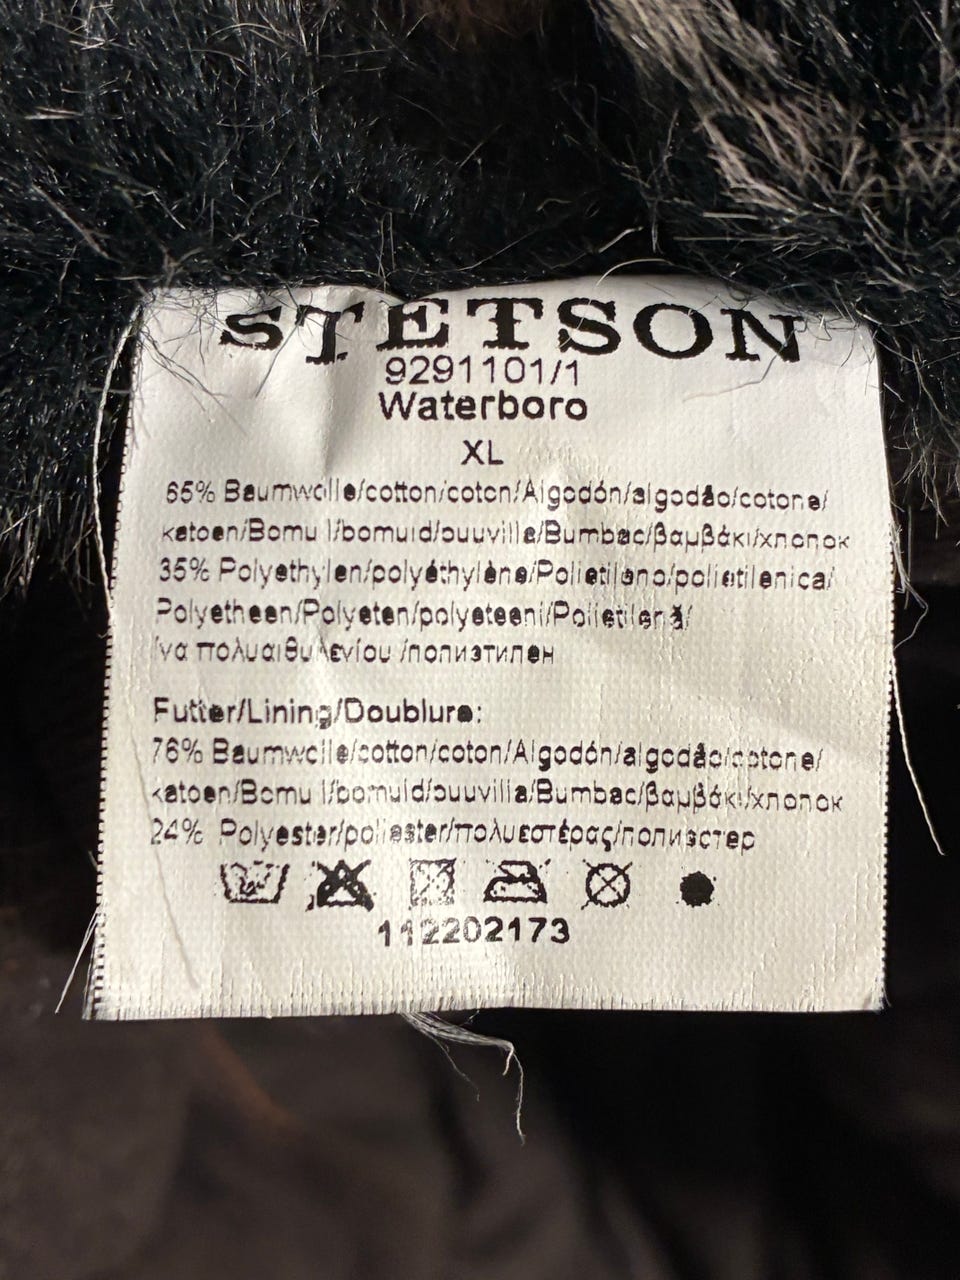 STETSON
9291101/1
Waterboro
XL
65% Baumwolle/cotton/coton/Algodón/algodão/cotone/
katoen/Bomull/bomuld/puuvilla/Bumbac/βαμβάκι/хлопок
35% Polyethylen/polyéthylène/Polietileno/polietilenica/
Polyetheen/Polyeten/polyeteeni/Polietilenă/
να πολυαιθυλενίου /полиэтилен
Futter/Lining/Doublure:
76% Baumwolle/cotton/coton/Algodón/algodão/cotone/
katoen/Bomull/bomuld/puuvilla/Bumbac/βαμβάκι/хлопок
24% Polyester/poliester/πολυεστέρας/полиэстер
112202173